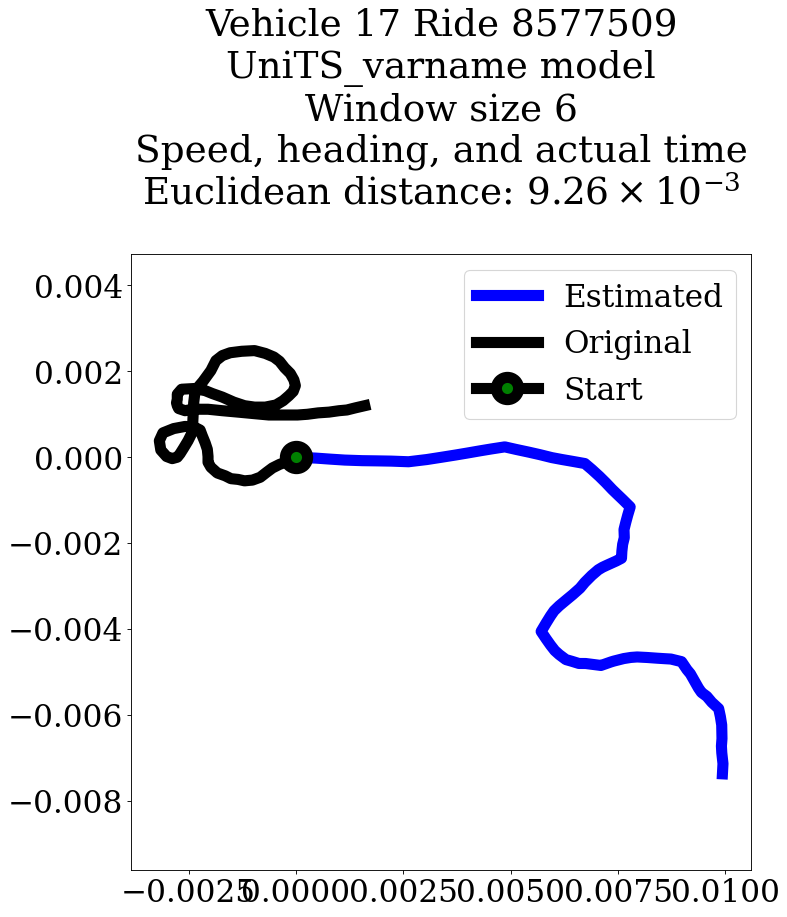 Vehicle 17 Ride 8577509
UniTS_varname model
Window size 6
Speed, heading, and actual time
Euclidean distance: 9.26 × 10⁻³
Estimated
Original
Start
0.004
0.002
0.000
−0.002
−0.004
−0.006
−0.008
−0.0025 0.0000 0.0025 0.0050 0.0075 0.0100